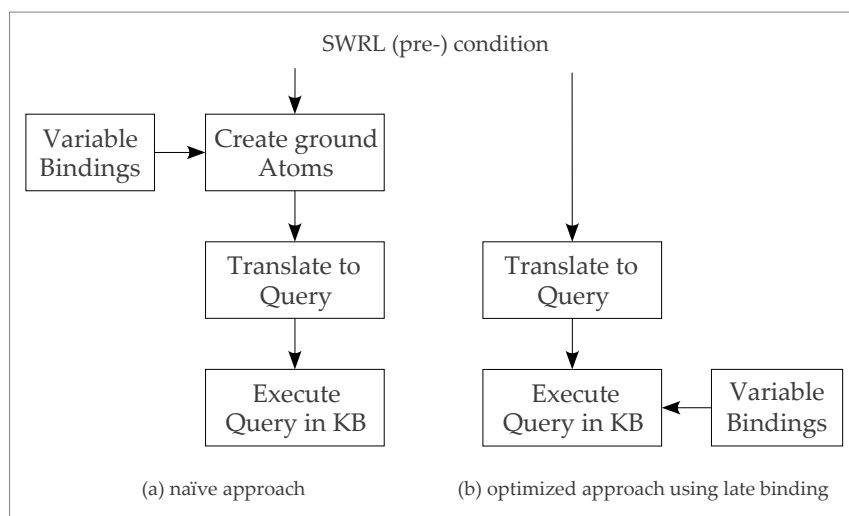 SWRL (pre-) condition
Variable
Bindings
Create ground
Atoms
Translate to
Query
Translate to
Query
Execute
Query in KB
Execute
Query in KB
Variable
Bindings
(a) naïve approach
(b) optimized approach using late binding